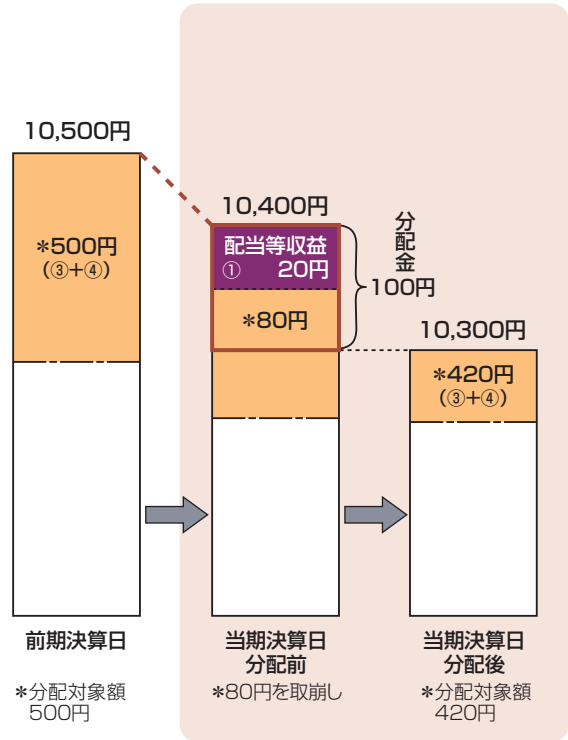 10,500円
*500円
(③+④)
10,400円
配当等収益
① 20円
*80円
分配金
100円
10,300円
*420円
(③+④)
前期決算日
*分配対象額
500円
当期決算日
分配前
*80円を取崩し
当期決算日
分配後
*分配対象額
420円